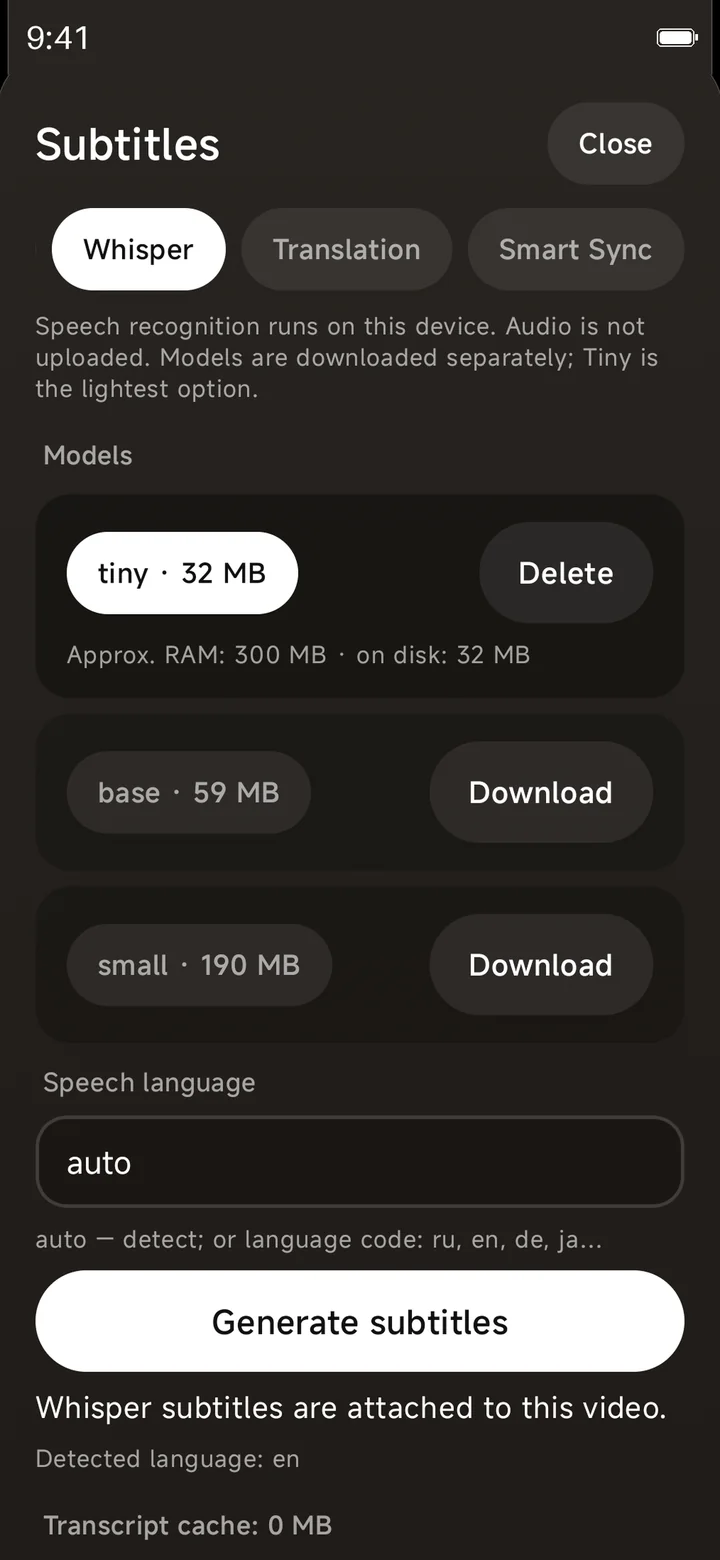 9:41
Subtitles
Close
Whisper
Translation
Smart Sync
Speech recognition runs on this device. Audio is not
uploaded. Models are downloaded separately; Tiny is
the lightest option.
Models
tiny · 32 MB
Delete
Approx. RAM: 300 MB · on disk: 32 MB
base · 59 MB
Download
small · 190 MB
Download
Speech language
auto
auto — detect; or language code: ru, en, de, ja…
Generate subtitles
Whisper subtitles are attached to this video.
Detected language: en
Transcript cache: 0 MB